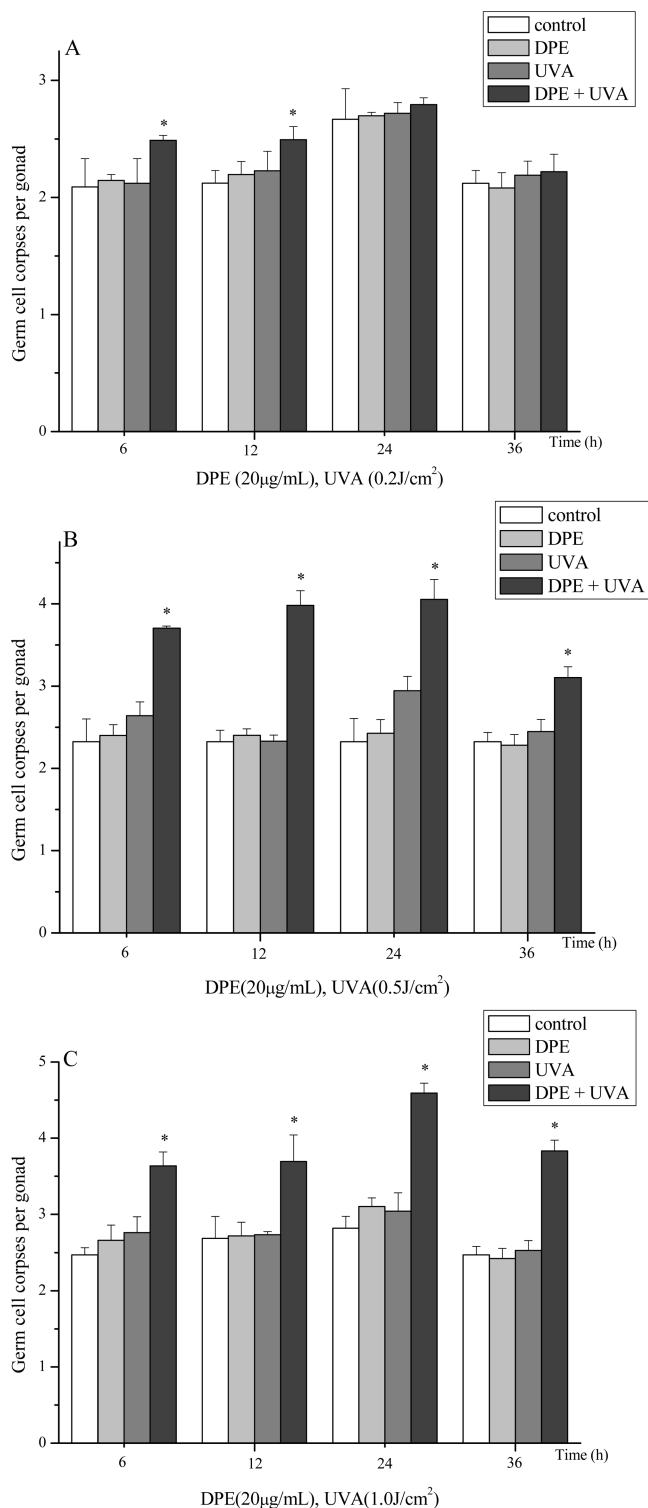 A
control
DPE
UVA
DPE + UVA
3
2
1
0
Germ cell corpses per gonad
*
*
6
12
24
36
Time (h)
DPE (20μg/mL), UVA (0.2J/cm²)
B
control
DPE
UVA
DPE + UVA
4
3
2
1
0
Germ cell corpses per gonad
*
*
*
*
6
12
24
36
Time (h)
DPE(20μg/mL), UVA(0.5J/cm²)
C
control
DPE
UVA
DPE + UVA
5
4
3
2
1
0
Germ cell corpses per gonad
*
*
*
*
6
12
24
36
Time (h)
DPE(20μg/mL), UVA(1.0J/cm²)